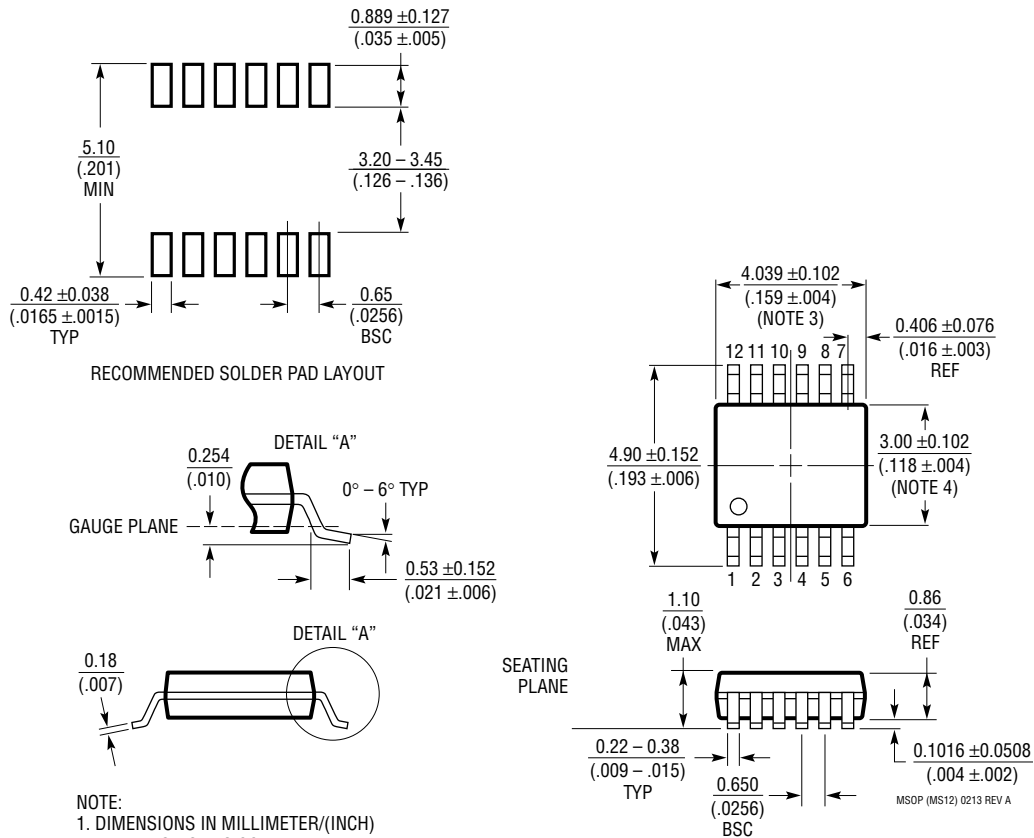 0.889 ±0.127
(.035 ±.005)
5.10
(.201)
MIN
3.20 – 3.45
(.126 – .136)
0.42 ±0.038
(.0165 ±.0015)
TYP
0.65
(.0256)
BSC
RECOMMENDED SOLDER PAD LAYOUT
4.039 ±0.102
(.159 ±.004)
(NOTE 3)
0.406 ±0.076
(.016 ±.003)
REF
12 11 10 9 8 7
4.90 ±0.152
(.193 ±.006)
3.00 ±0.102
(.118 ±.004)
(NOTE 4)
1 2 3 4 5 6
DETAIL “A”
0.254
(.010)
0° – 6° TYP
GAUGE PLANE
0.53 ±0.152
(.021 ±.006)
DETAIL “A”
0.18
(.007)
1.10
(.043)
MAX
0.86
(.034)
REF
SEATING
PLANE
0.22 – 0.38
(.009 – .015)
TYP
0.650
(.0256)
BSC
0.1016 ±0.0508
(.004 ±.002)
MSOP (MS12) 0213 REV A
NOTE:
1. DIMENSIONS IN MILLIMETER/(INCH)